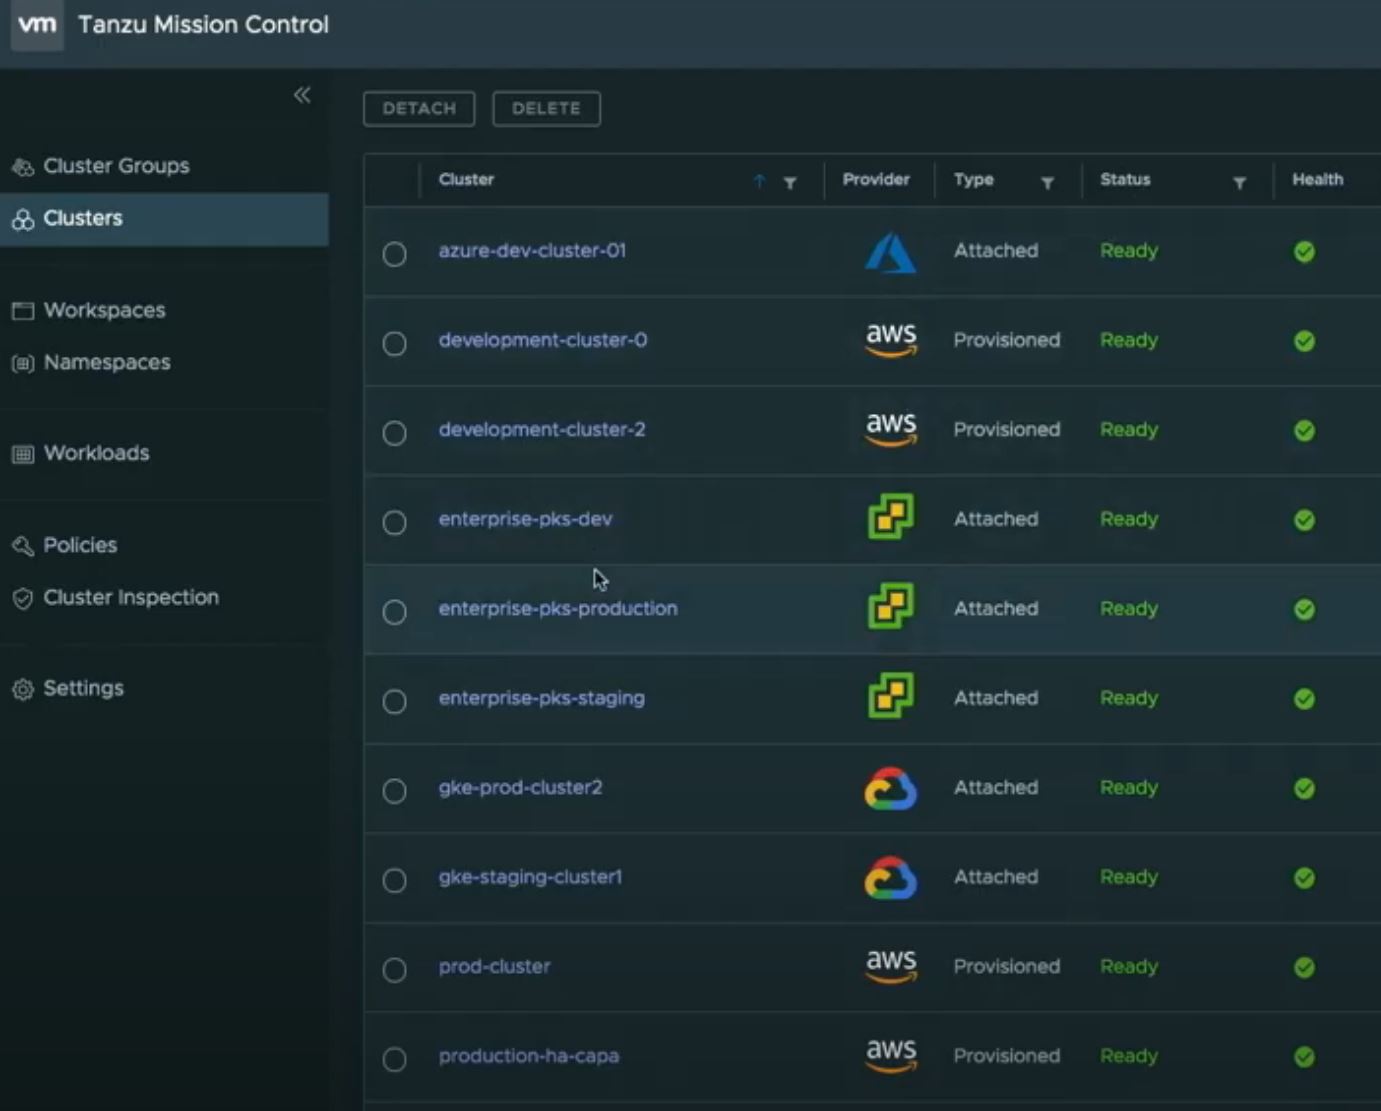 vm Tanzu Mission Control
DETACH DELETE
Cluster Groups
Clusters
Workspaces
Namespaces
Workloads
Policies
Cluster Inspection
Settings
Cluster Provider Type Status Health
azure-dev-cluster-01 Attached Ready
development-cluster-0 aws Provisioned Ready
development-cluster-2 aws Provisioned Ready
enterprise-pks-dev Attached Ready
enterprise-pks-production Attached Ready
enterprise-pks-staging Attached Ready
gke-prod-cluster2 Attached Ready
gke-staging-cluster1 Attached Ready
prod-cluster aws Provisioned Ready
production-ha-capa aws Provisioned Ready